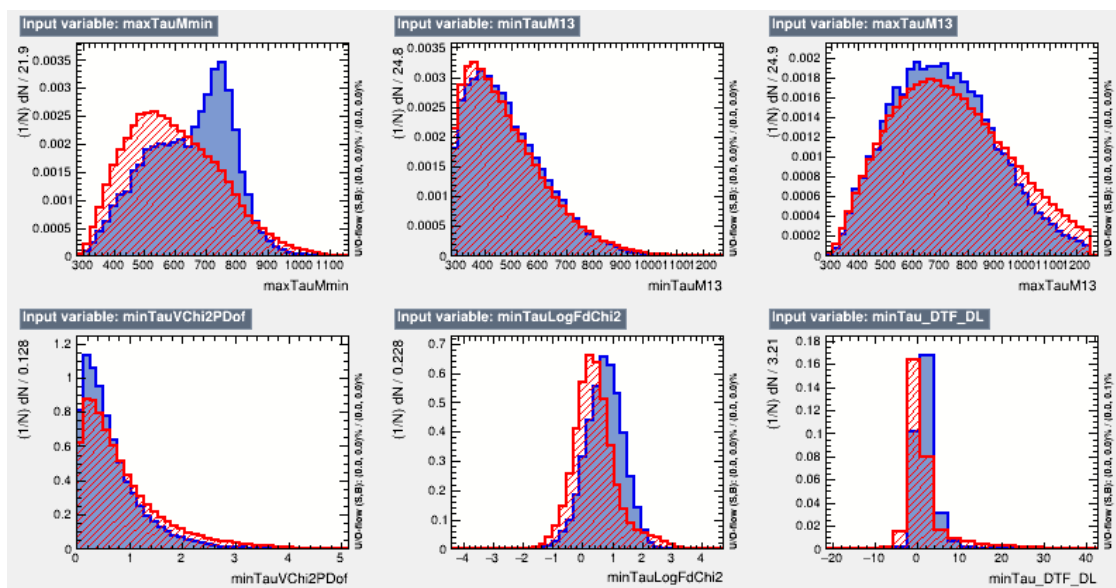 Input variable: maxTauMmin
Input variable: minTauM13
Input variable: maxTauM13
(1/N) dN / 21.9
0.0035
0.003
0.0025
0.002
0.0015
0.001
0.0005
0
300 400 500 600 700 800 900 1000 1100
maxTauMmin
U/O-flow (S,B): (0.0, 0.0)% / (0.0, 0.0)%
(1/N) dN / 24.8
0.0035
0.003
0.0025
0.002
0.0015
0.001
0.0005
0
300 400 500 600 700 800 900 1000 1100 1200
minTauM13
U/O-flow (S,B): (0.0, 0.0)% / (0.0, 0.0)%
(1/N) dN / 24.9
0.002
0.0018
0.0016
0.0014
0.0012
0.001
0.0008
0.0006
0.0004
0.0002
0
300 400 500 600 700 800 900 1000 1100 1200
maxTauM13
U/O-flow (S,B): (0.0, 0.0)% / (0.0, 0.0)%
Input variable: minTauVChi2PDof
Input variable: minTauLogFdChi2
Input variable: minTau_DTF_DL
(1/N) dN / 0.128
1.2
1
0.8
0.6
0.4
0.2
0
0 1 2 3 4 5
minTauVChi2PDof
U/O-flow (S,B): (0.0, 0.0)% / (0.0, 0.0)%
(1/N) dN / 0.228
0.7
0.6
0.5
0.4
0.3
0.2
0.1
0
−4 −3 −2 −1 0 1 2 3 4
minTauLogFdChi2
U/O-flow (S,B): (0.0, 0.0)% / (0.0, 0.0)%
(1/N) dN / 3.21
0.18
0.16
0.14
0.12
0.1
0.08
0.06
0.04
0.02
0
−20 −10 0 10 20 30 40
minTau_DTF_DL
U/O-flow (S,B): (0.0, 0.0)% / (0.0, 0.1)%